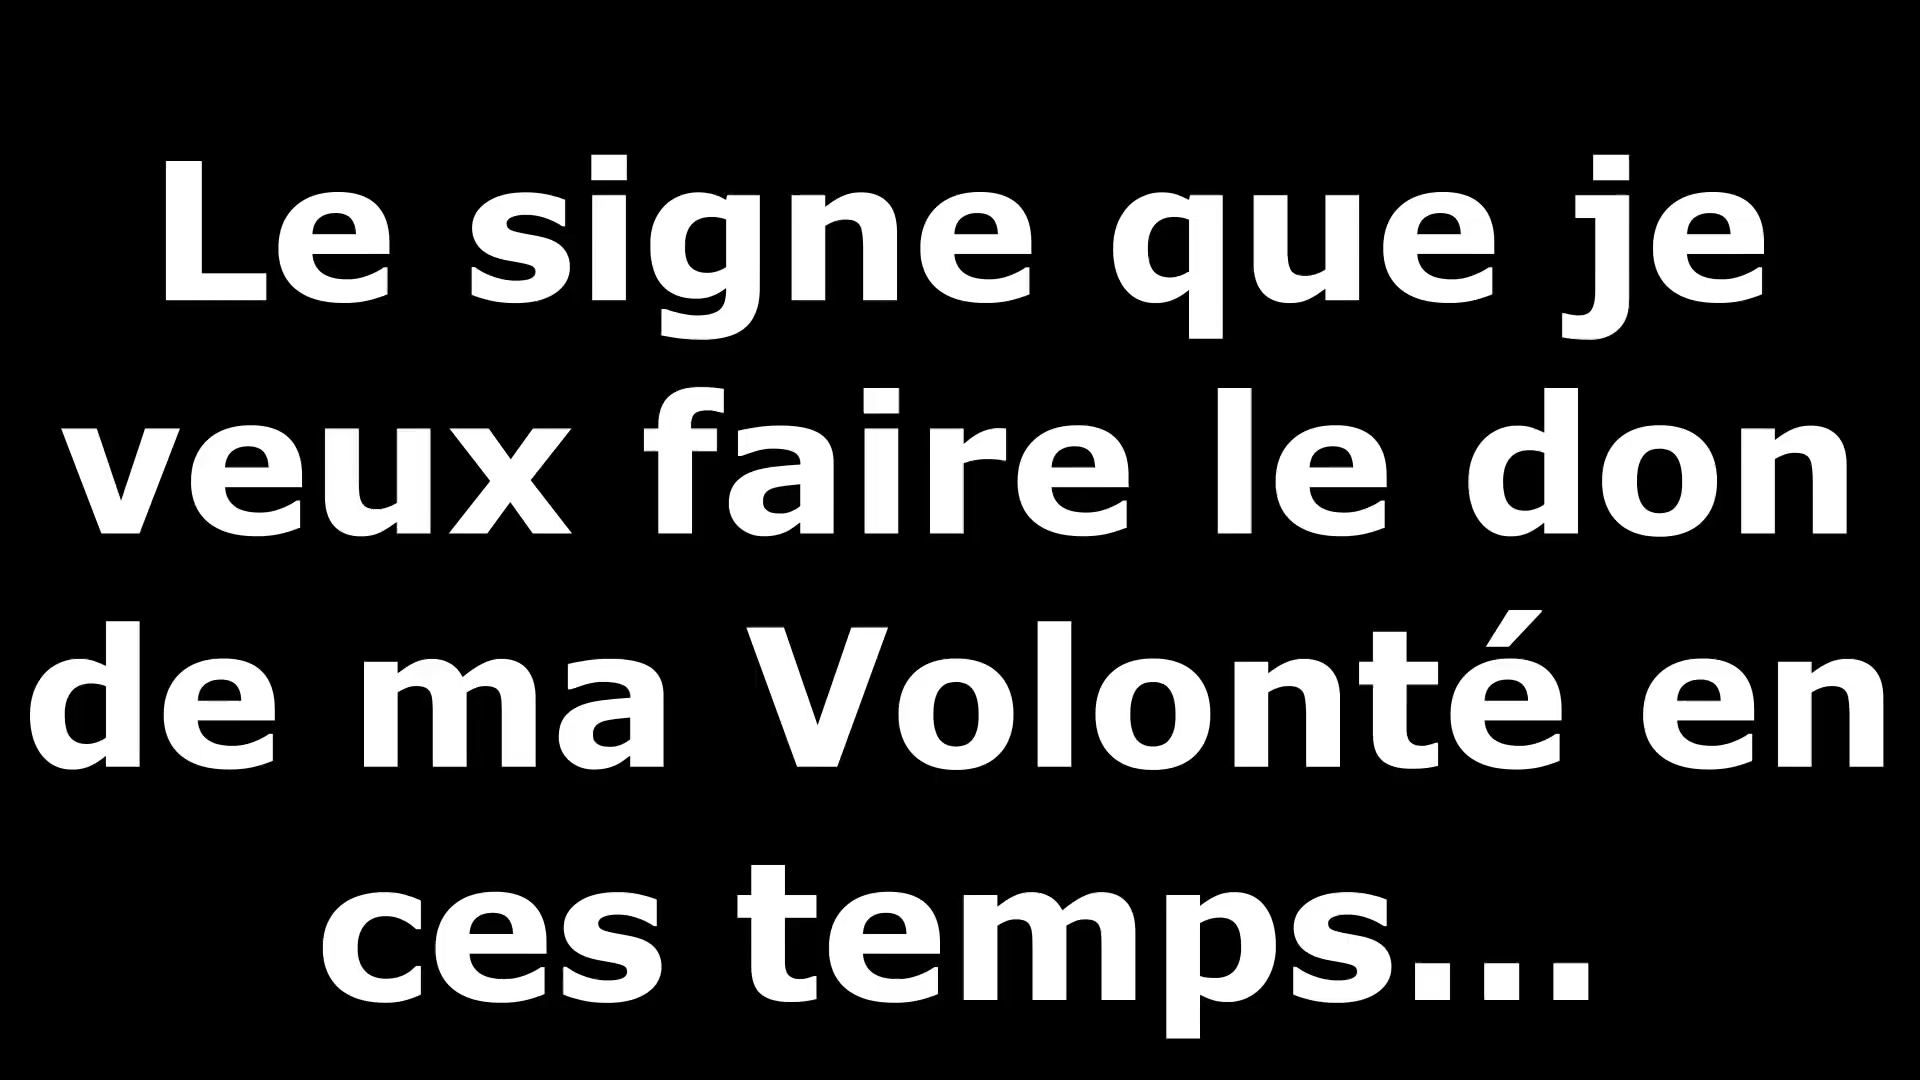 Le signe que je
veux faire le don
de ma Volonté en
ces temps...